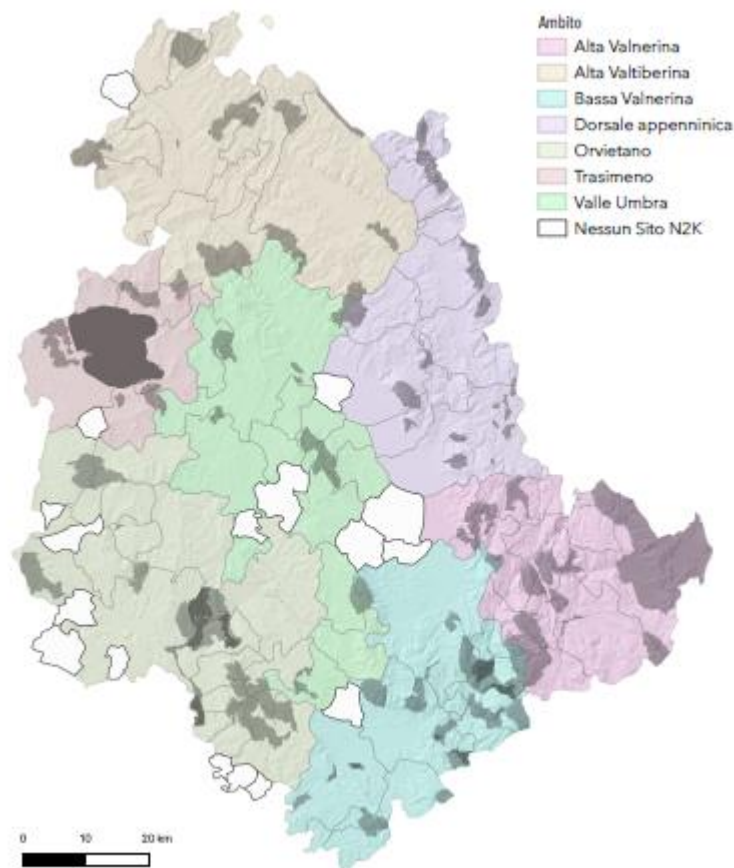 Ambito
Alta Valnerina
Alta Valtiberina
Bassa Valnerina
Dorsale appenninica
Orvietano
Trasimeno
Valle Umbra
Nessun Sito N2K
0 10 20 km